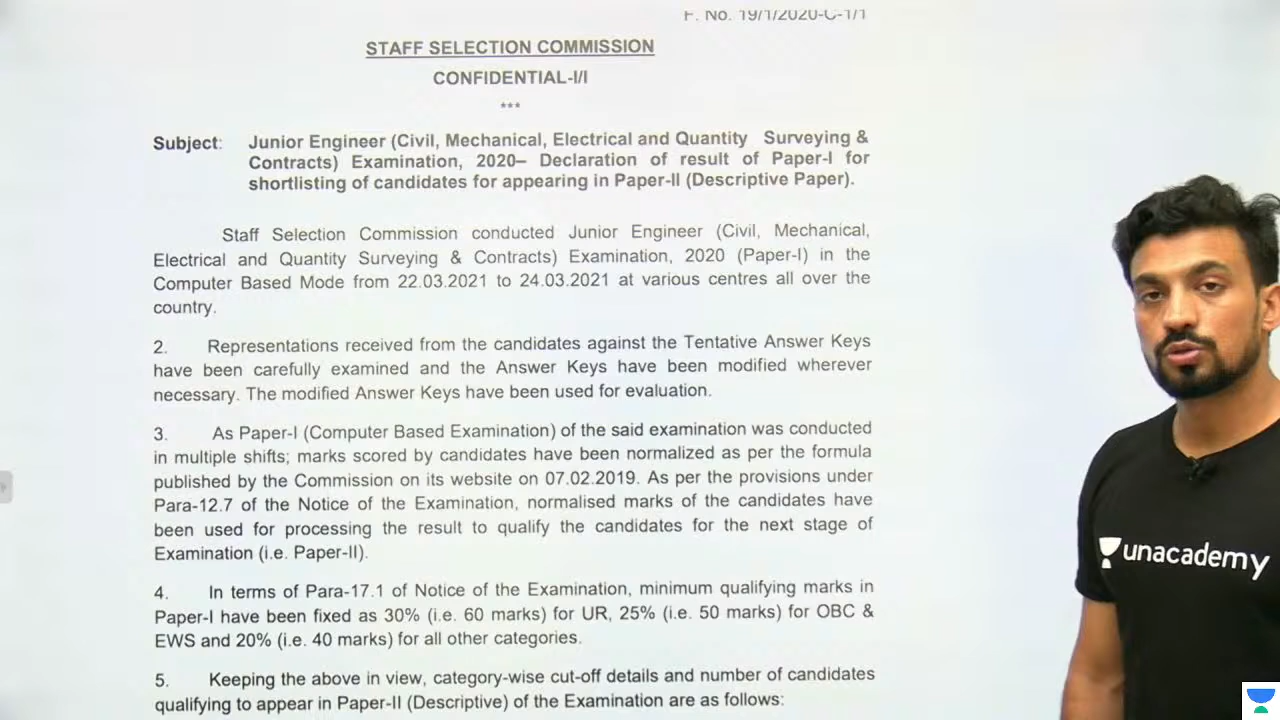 F. No. 19/1/2020-C-1/1
STAFF SELECTION COMMISSION
CONFIDENTIAL-I/I
***
Subject: Junior Engineer (Civil, Mechanical, Electrical and Quantity Surveying &
Contracts) Examination, 2020– Declaration of result of Paper-I for
shortlisting of candidates for appearing in Paper-II (Descriptive Paper).
Staff Selection Commission conducted Junior Engineer (Civil, Mechanical,
Electrical and Quantity Surveying & Contracts) Examination, 2020 (Paper-I) in the
Computer Based Mode from 22.03.2021 to 24.03.2021 at various centres all over the
country.
2. Representations received from the candidates against the Tentative Answer Keys
have been carefully examined and the Answer Keys have been modified wherever
necessary. The modified Answer Keys have been used for evaluation.
3. As Paper-I (Computer Based Examination) of the said examination was conducted
in multiple shifts; marks scored by candidates have been normalized as per the formula
published by the Commission on its website on 07.02.2019. As per the provisions under
Para-12.7 of the Notice of the Examination, normalised marks of the candidates have
been used for processing the result to qualify the candidates for the next stage of
Examination (i.e. Paper-II).
4. In terms of Para-17.1 of Notice of the Examination, minimum qualifying marks in
Paper-I have been fixed as 30% (i.e. 60 marks) for UR, 25% (i.e. 50 marks) for OBC &
EWS and 20% (i.e. 40 marks) for all other categories.
5. Keeping the above in view, category-wise cut-off details and number of candidates
qualifying to appear in Paper-II (Descriptive) of the Examination are as follows:
unacademy